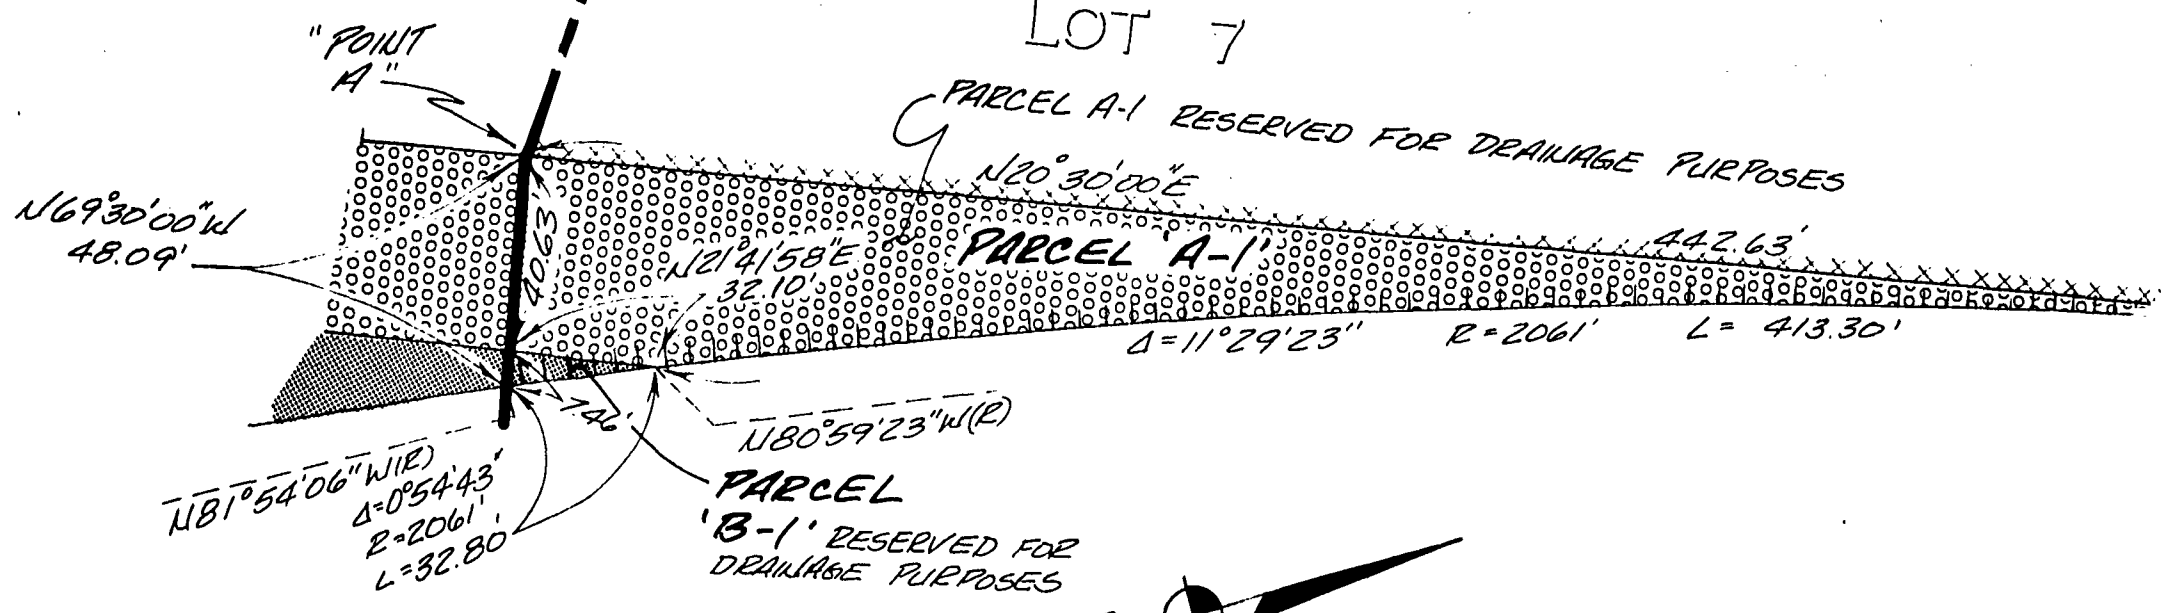 LOT 7
"POINT
A"
PARCEL A-1 RESERVED FOR DRAINAGE PURPOSES
N20°30'00"E
N69°30'00"W
48.09'
40.63'
N21°41'58"E
32.10'
PARCEL 'A-1'
442.63'
Δ=11°29'23" R=2061' L= 413.30'
7.46'
N80°59'23"W(R)
N81°54'06"W(R)
Δ=0°54'43"
R=2061'
L=32.80'
PARCEL
'B-1' RESERVED FOR
DRAINAGE PURPOSES